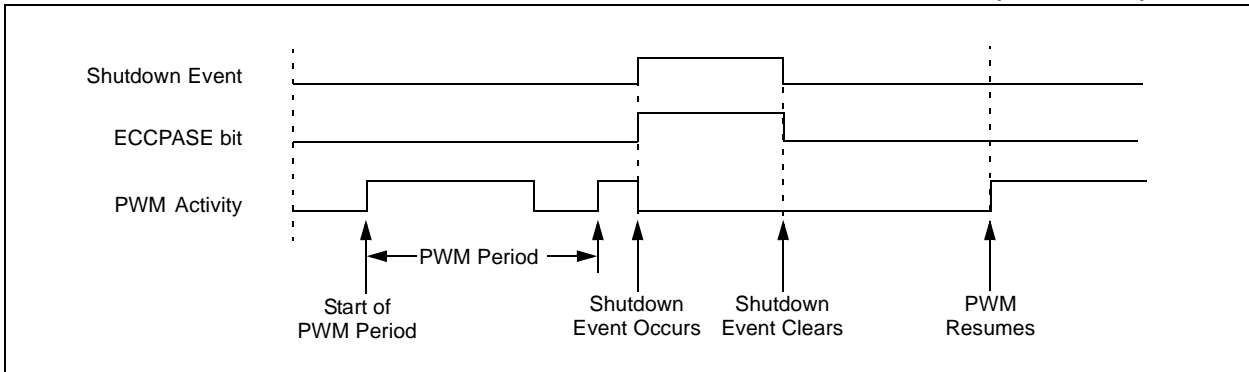 Shutdown Event
ECCPASE bit
PWM Activity
PWM Period
Start of
PWM Period
Shutdown
Event Occurs
Shutdown
Event Clears
PWM
Resumes